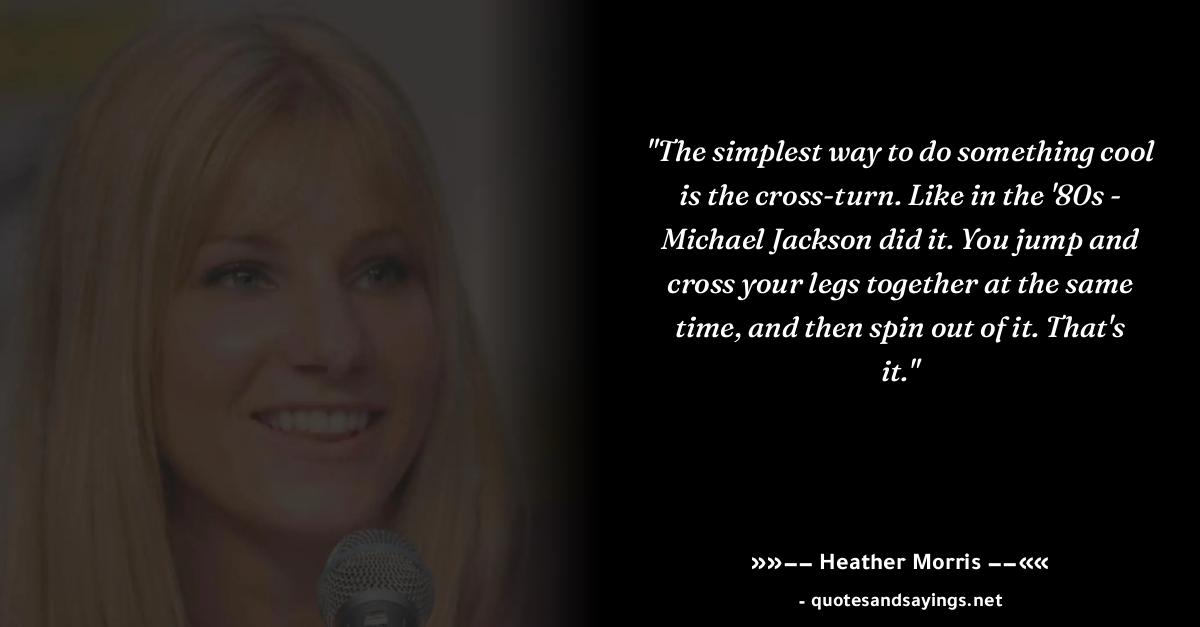 "The simplest way to do something cool
is the cross-turn. Like in the '80s -
Michael Jackson did it. You jump and
cross your legs together at the same
time, and then spin out of it. That's
it."
»»−− Heather Morris −−««
- quotesandsayings.net